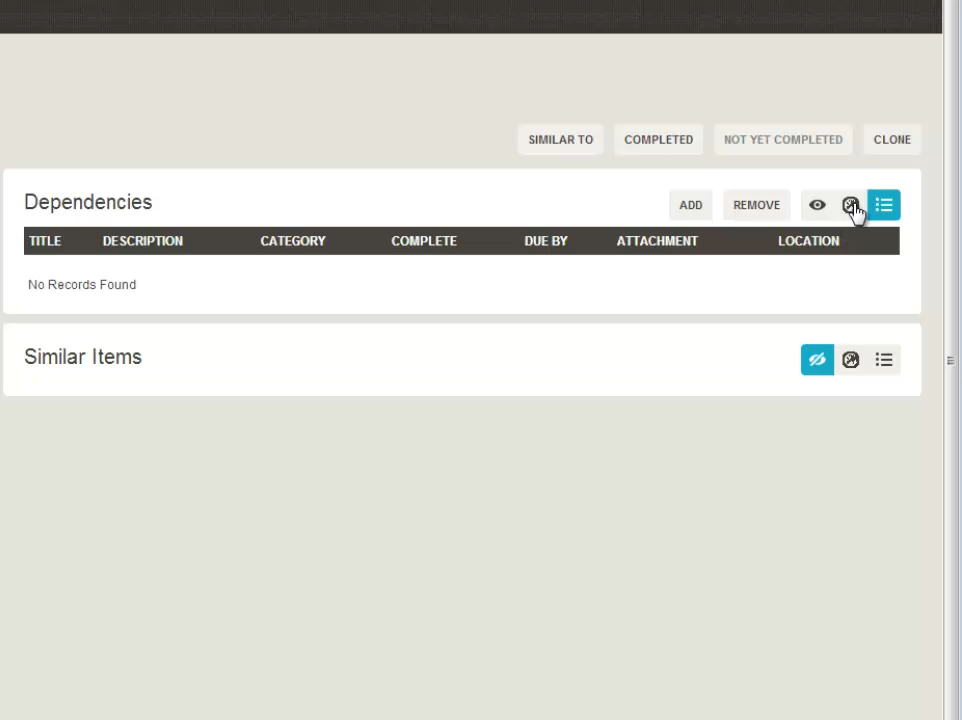 SIMILAR TO COMPLETED NOT YET COMPLETED CLONE
Dependencies ADD REMOVE
TITLE DESCRIPTION CATEGORY COMPLETE DUE BY ATTACHMENT LOCATION
No Records Found
Similar Items